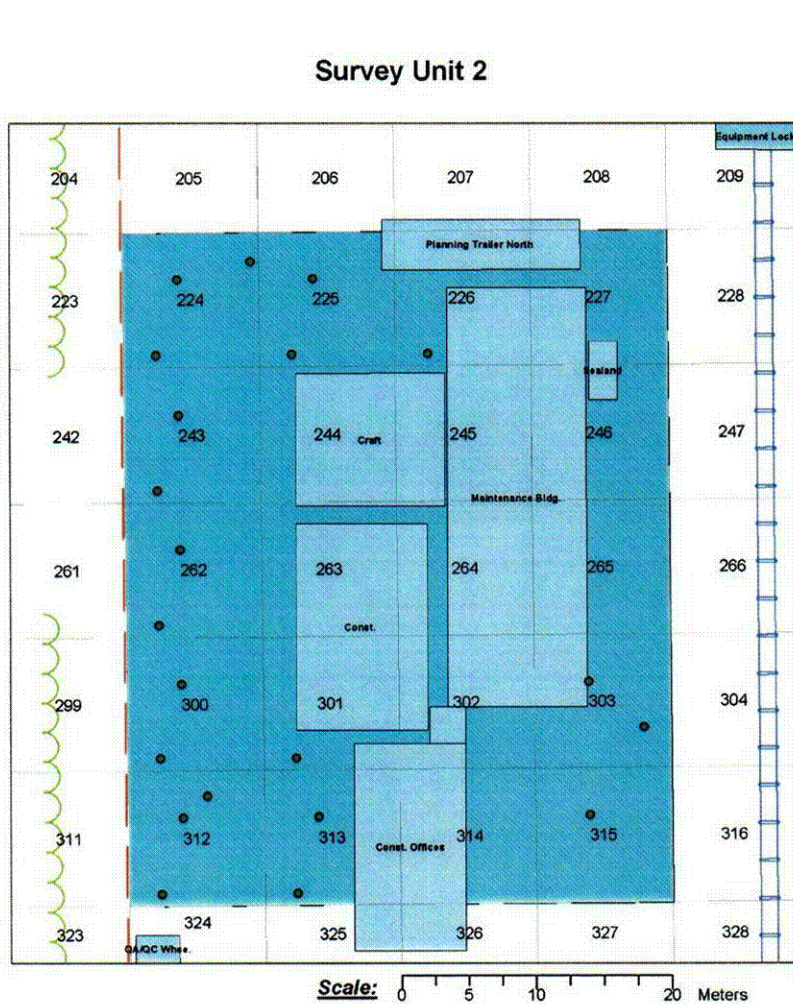 Survey Unit 2
Equipment Lock
204 205 206 207 208 209
Planning Trailer North
223 224 225 226 227 228
Sealand
242 243 244 Craft 245 246 247
Maintenance Bldg.
261 262 263 264 265 266
Const.
299 300 301 302 303 304
311 312 313 314 315 316
Const. Offices
323 324 325 326 327 328
QA/QC Whse.
Scale: 0 5 10 20 Meters